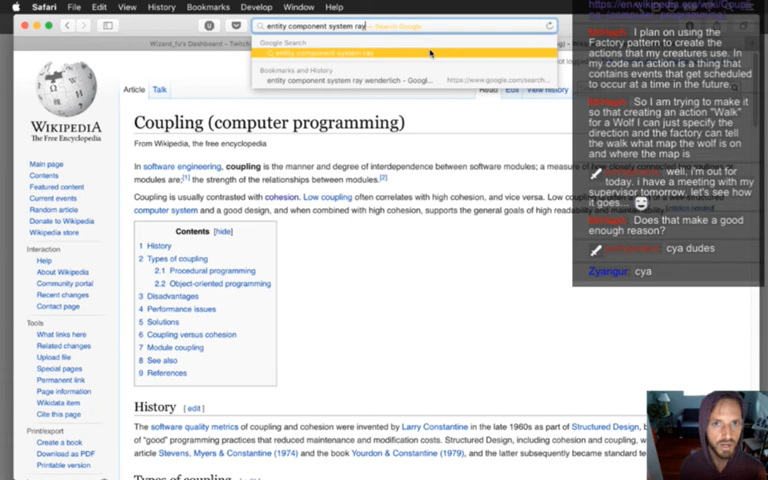 Safari File Edit View History Bookmarks Develop Window Help
entity component system ray — Search Google
Google Search
entity component system ray
Bookmarks and History
entity component system ray wenderlich - Googl... https://www.google.com/search...
Wizard_fu's Dashboard - Twitch
WIKIPEDIA
The Free Encyclopedia
Main page
Contents
Featured content
Current events
Random article
Donate to Wikipedia
Wikipedia store
Interaction
Help
About Wikipedia
Community portal
Recent changes
Contact page
Tools
What links here
Related changes
Upload file
Special pages
Permanent link
Page information
Wikidata item
Cite this page
Print/export
Create a book
Download as PDF
Printable version
Article Talk
Read Edit View history
Coupling (computer programming)
From Wikipedia, the free encyclopedia
In software engineering, coupling is the manner and degree of interdependence between software modules; a measure of how closely connected
modules are;[1] the strength of the relationships between modules.[2]
Coupling is usually contrasted with cohesion. Low coupling often correlates with high cohesion, and vice versa. Low
computer system and a good design, and when combined with high cohesion, supports the general goals of high readability and
Contents [hide]
1 History
2 Types of coupling
2.1 Procedural programming
2.2 Object-oriented programming
3 Disadvantages
4 Performance issues
5 Solutions
6 Coupling versus cohesion
7 Module coupling
8 See also
9 References
History [edit]
The software quality metrics of coupling and cohesion were invented by Larry Constantine in the late 1960s as part of Structured Design,
of "good" programming practices that reduced maintenance and modification costs. Structured Design, including cohesion and coupling,
article Stevens, Myers & Constantine (1974) and the book Yourdon & Constantine (1979), and the latter subsequently became standard
Types of coupling
I plan on using the
Factory pattern to create the
actions that my creatures use. In
my code an action is a thing that
contains events that get scheduled
to occur at a time in the future.
So I am trying to make it
so that creating an action "Walk"
for a Wolf I can just specify the
direction and the factory can tell
the walk what map the wolf is on
and where the map is
well, i'm out for
today. i have a meeting with my
supervisor tomorrow. let's see how
it goes...
Does that make a good
enough reason?
cya dudes
Zyangur: cya